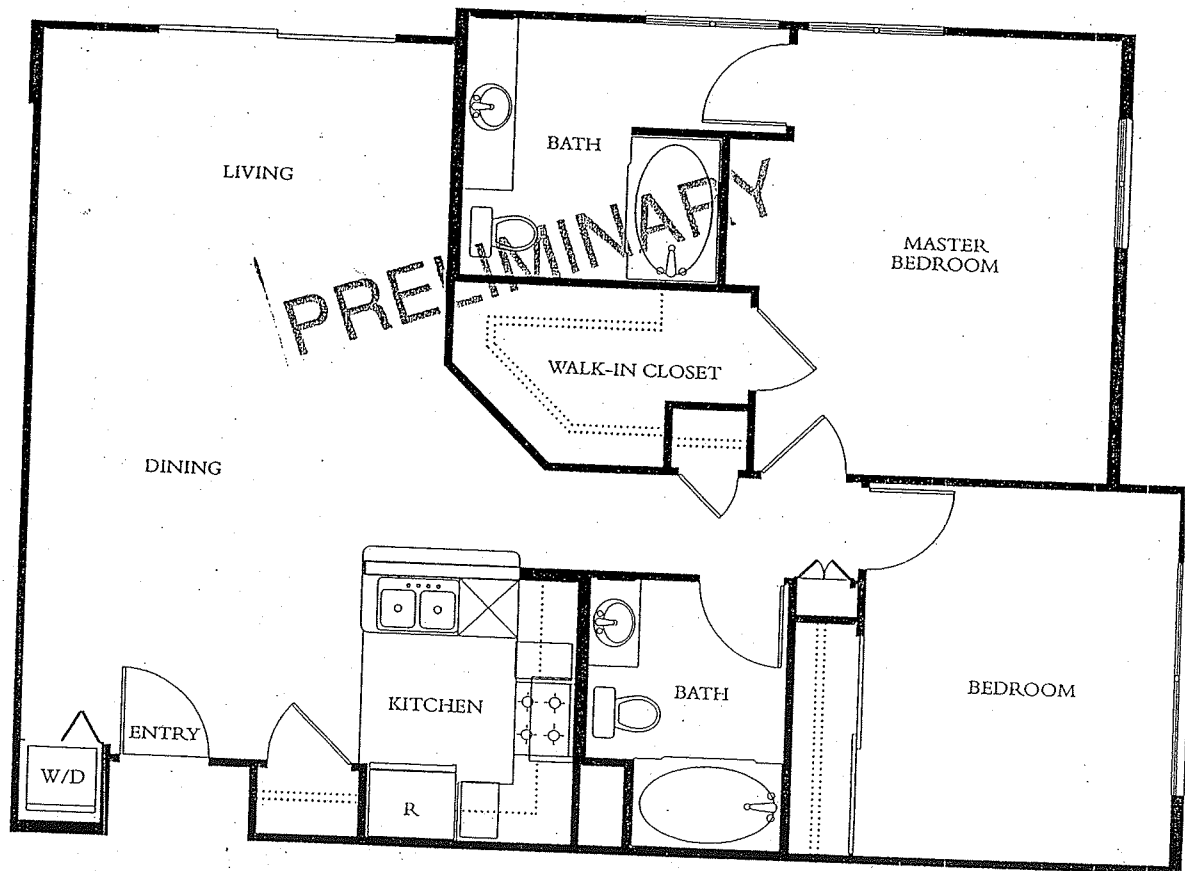 LIVING
BATH
MASTER
BEDROOM
PRELIMINARY
WALK-IN CLOSET
DINING
KITCHEN
BATH
BEDROOM
ENTRY
W/D
R